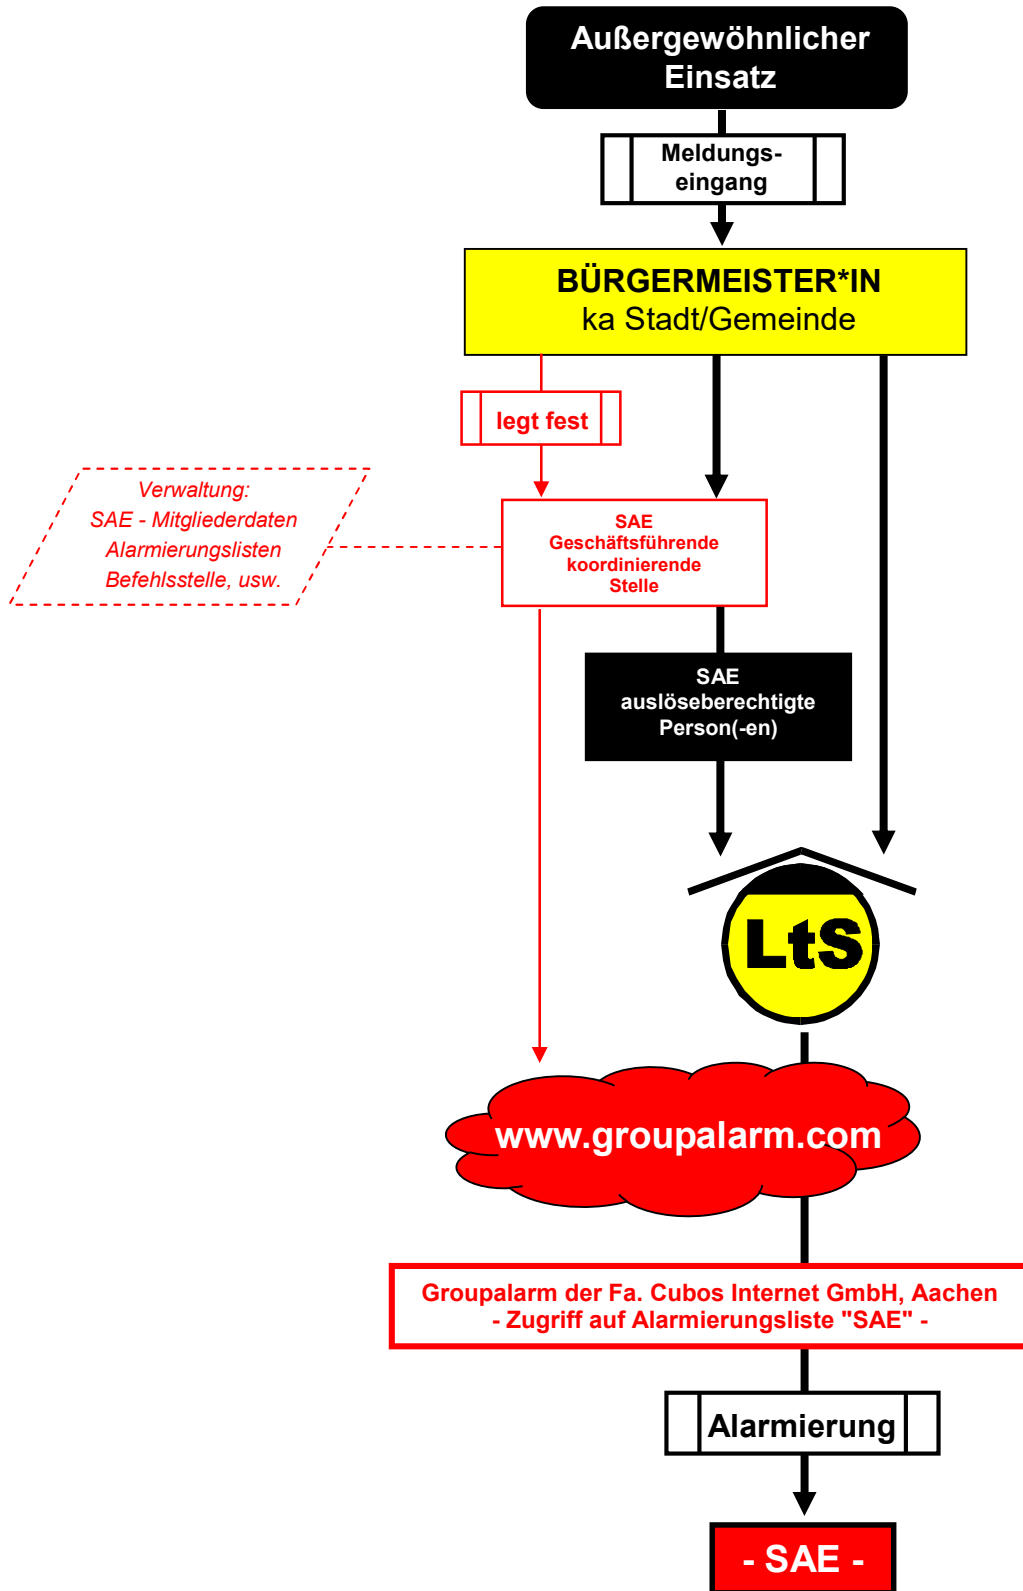 Außergewöhnlicher
Einsatz
Meldungs-
eingang
BÜRGERMEISTER*IN
ka Stadt/Gemeinde
legt fest
Verwaltung:
SAE - Mitgliederdaten
Alarmierungslisten
Befehlsstelle, usw.
SAE
Geschäftsführende
koordinierende
Stelle
SAE
auslöseberechtigte
Person(-en)
LtS
www.groupalarm.com
Groupalarm der Fa. Cubos Internet GmbH, Aachen
- Zugriff auf Alarmierungsliste "SAE" -
Alarmierung
- SAE -